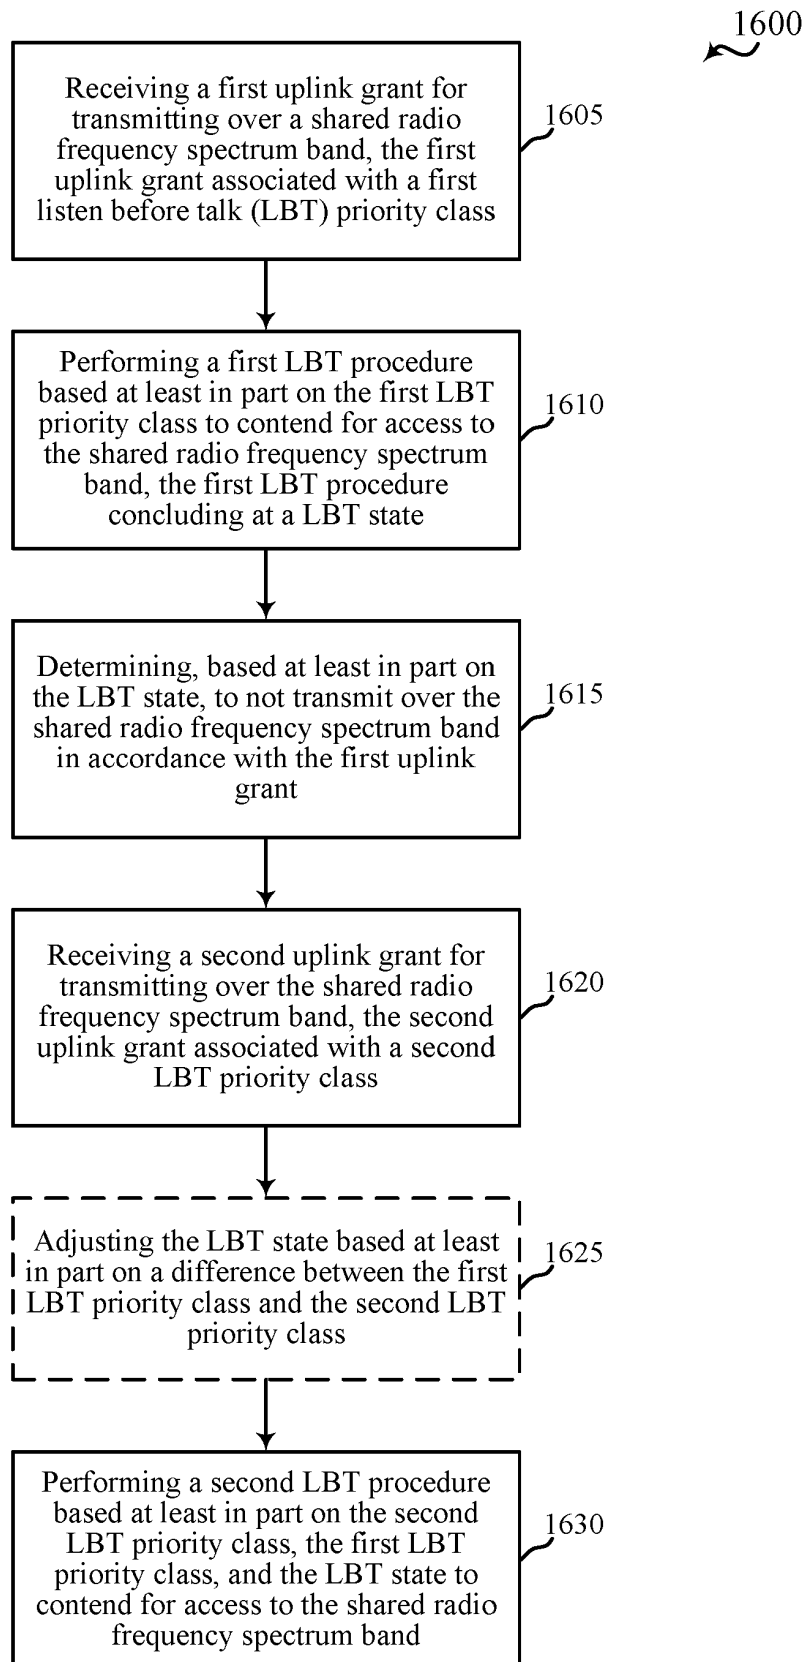 1600
Receiving a first uplink grant for
transmitting over a shared radio
frequency spectrum band, the first
uplink grant associated with a first
listen before talk (LBT) priority class
1605
Performing a first LBT procedure
based at least in part on the first LBT
priority class to contend for access to
the shared radio frequency spectrum
band, the first LBT procedure
concluding at a LBT state
1610
Determining, based at least in part on
the LBT state, to not transmit over the
shared radio frequency spectrum band
in accordance with the first uplink
grant
1615
Receiving a second uplink grant for
transmitting over the shared radio
frequency spectrum band, the second
uplink grant associated with a second
LBT priority class
1620
Adjusting the LBT state based at least
in part on a difference between the first
LBT priority class and the second LBT
priority class
1625
Performing a second LBT procedure
based at least in part on the second
LBT priority class, the first LBT
priority class, and the LBT state to
contend for access to the shared radio
frequency spectrum band
1630